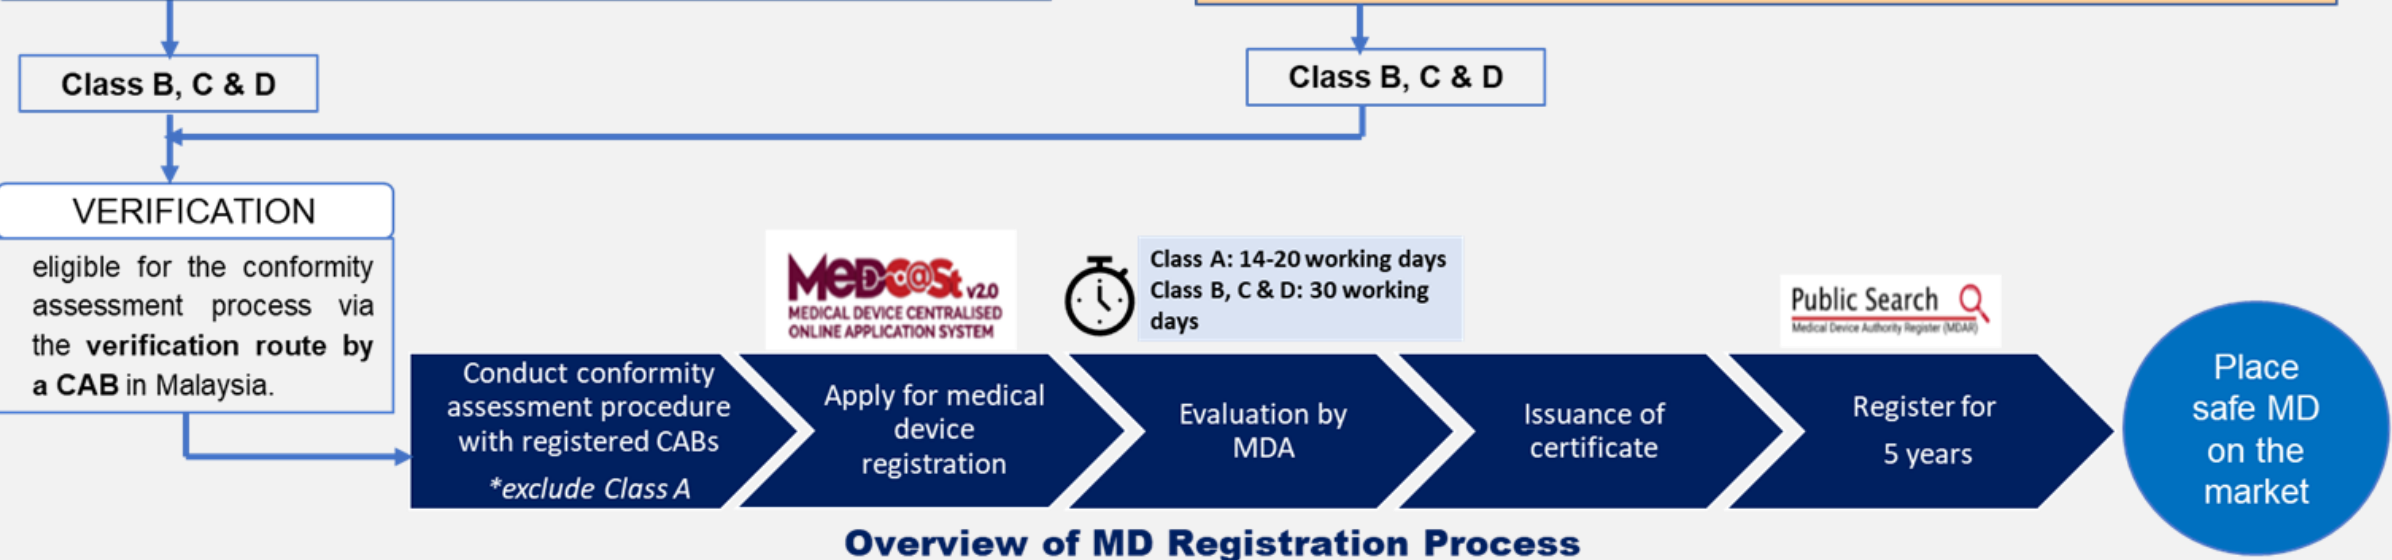 Class B, C & D
Class B, C & D
VERIFICATION
eligible for the conformity
assessment process via
the verification route by
a CAB in Malaysia.
MeDC@St v2.0
MEDICAL DEVICE CENTRALISED
ONLINE APPLICATION SYSTEM
Class A: 14-20 working days
Class B, C & D: 30 working
days
Public Search
Medical Device Authority Register (MDAR)
Conduct conformity
assessment procedure
with registered CABs
*exclude Class A
Apply for medical
device
registration
Evaluation by
MDA
Issuance of
certificate
Register for
5 years
Place
safe MD
on the
market
Overview of MD Registration Process